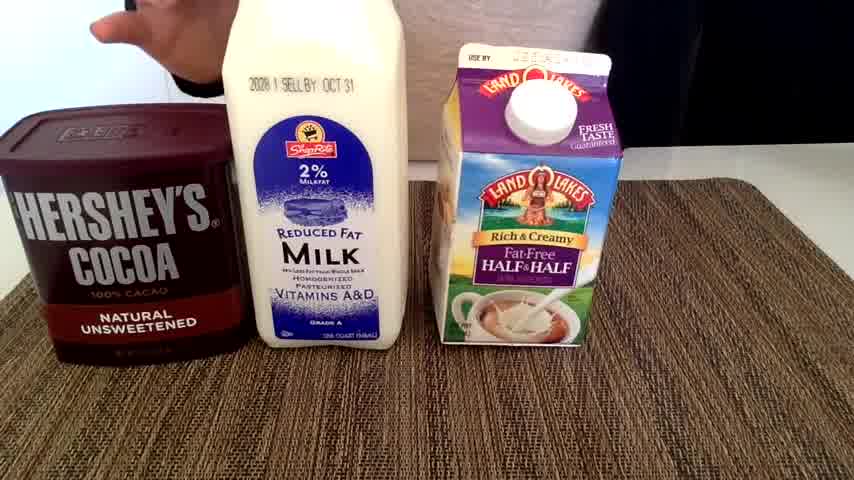 HERSHEY'S
COCOA
100% CACAO
NATURAL
UNSWEETENED
2028 1 SELL BY OCT 31
ShopRite
2%
MILKFAT
REDUCED FAT
MILK
HOMOGENIZED
PASTEURIZED
VITAMINS A&D
GRADE A
USE BY:
LAND O LAKES
FRESH
TASTE
Guaranteed
LAND O LAKES
Rich & Creamy
Fat-Free
HALF & HALF